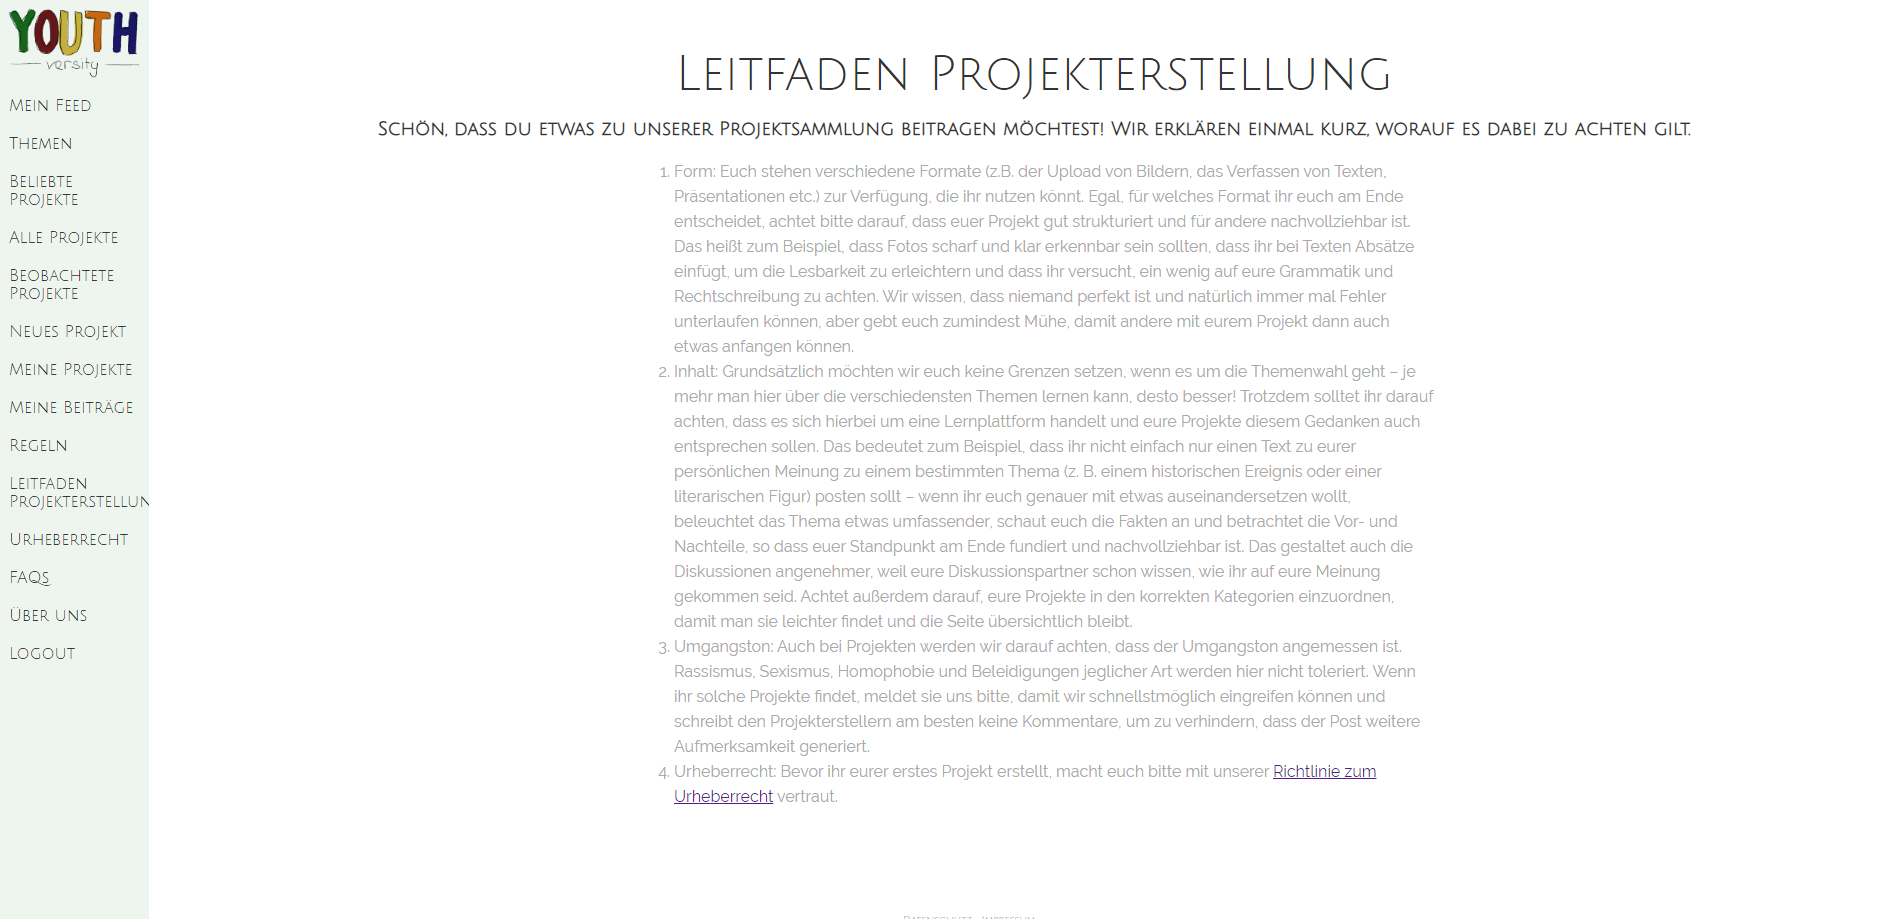 YOUTH
versity
Mein Feed
Themen
Beliebte
Projekte
Alle Projekte
Beobachtete
Projekte
Neues Projekt
Meine Projekte
Meine Beiträge
Regeln
Leitfaden
Projekterstellun
Urheberrecht
FAQs
Über uns
Logout
Leitfaden Projekterstellung
Schön, dass du etwas zu unserer Projektsammlung beitragen möchtest! Wir erklären einmal kurz, worauf es dabei zu achten gilt.
1. Form: Euch stehen verschiedene Formate (z.B. der Upload von Bildern, das Verfassen von Texten,
Präsentationen etc.) zur Verfügung, die ihr nutzen könnt. Egal, für welches Format ihr euch am Ende
entscheidet, achtet bitte darauf, dass euer Projekt gut strukturiert und für andere nachvollziehbar ist.
Das heißt zum Beispiel, dass Fotos scharf und klar erkennbar sein sollten, dass ihr bei Texten Absätze
einfügt, um die Lesbarkeit zu erleichtern und dass ihr versucht, ein wenig auf eure Grammatik und
Rechtschreibung zu achten. Wir wissen, dass niemand perfekt ist und natürlich immer mal Fehler
unterlaufen können, aber gebt euch zumindest Mühe, damit andere mit eurem Projekt dann auch
etwas anfangen können.
2. Inhalt: Grundsätzlich möchten wir euch keine Grenzen setzen, wenn es um die Themenwahl geht – je
mehr man hier über die verschiedensten Themen lernen kann, desto besser! Trotzdem solltet ihr darauf
achten, dass es sich hierbei um eine Lernplattform handelt und eure Projekte diesem Gedanken auch
entsprechen sollen. Das bedeutet zum Beispiel, dass ihr nicht einfach nur einen Text zu eurer
persönlichen Meinung zu einem bestimmten Thema (z. B. einem historischen Ereignis oder einer
literarischen Figur) posten sollt – wenn ihr euch genauer mit etwas auseinandersetzen wollt,
beleuchtet das Thema etwas umfassender, schaut euch die Fakten an und betrachtet die Vor- und
Nachteile, so dass euer Standpunkt am Ende fundiert und nachvollziehbar ist. Das gestaltet auch die
Diskussionen angenehmer, weil eure Diskussionspartner schon wissen, wie ihr auf eure Meinung
gekommen seid. Achtet außerdem darauf, eure Projekte in den korrekten Kategorien einzuordnen,
damit man sie leichter findet und die Seite übersichtlich bleibt.
3. Umgangston: Auch bei Projekten werden wir darauf achten, dass der Umgangston angemessen ist.
Rassismus, Sexismus, Homophobie und Beleidigungen jeglicher Art werden hier nicht toleriert. Wenn
ihr solche Projekte findet, meldet sie uns bitte, damit wir schnellstmöglich eingreifen können und
schreibt den Projekterstellern am besten keine Kommentare, um zu verhindern, dass der Post weitere
Aufmerksamkeit generiert.
4. Urheberrecht: Bevor ihr eurer erstes Projekt erstellt, macht euch bitte mit unserer Richtlinie zum
Urheberrecht vertraut.
Datenschutz Impressum